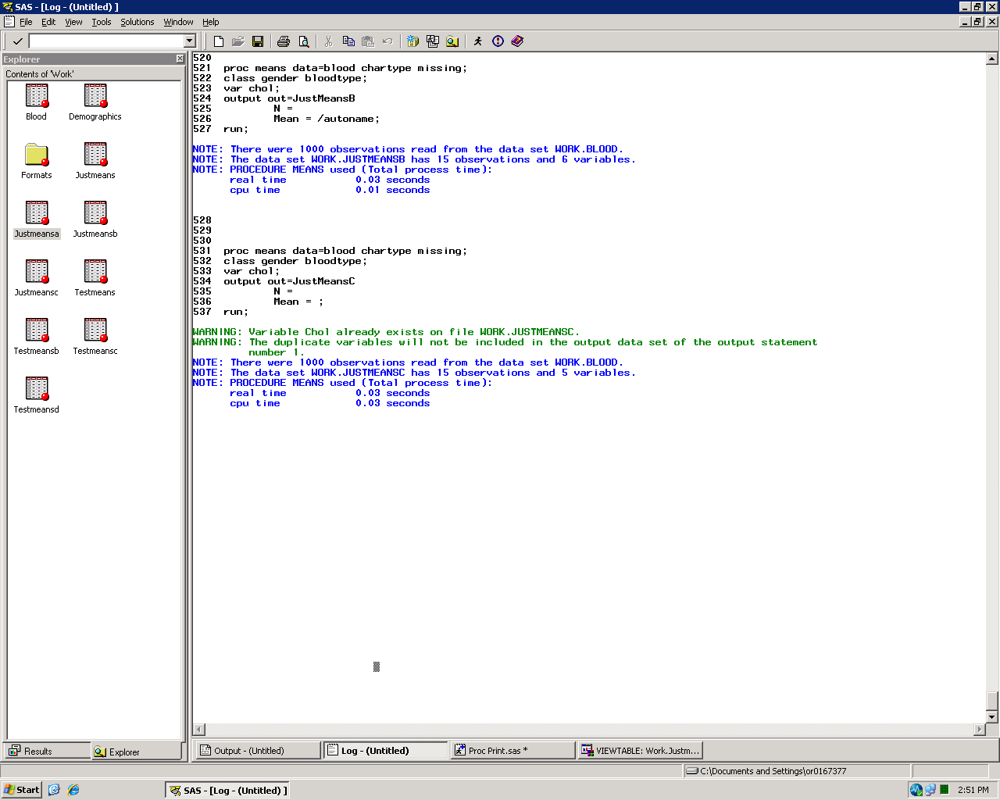 SAS - [Log - (Untitled) ]
File Edit View Tools Solutions Window Help
Explorer
Contents of 'Work'
Blood Demographics
Formats Justmeans
Justmeansa Justmeansb
Justmeansc Testmeans
Testmeansb Testmeansc
Testmeansd
520
521 proc means data=blood chartype missing;
522 class gender bloodtype;
523 var chol;
524 output out=JustMeansB
525 N =
526 Mean = /autoname;
527 run;
NOTE: There were 1000 observations read from the data set WORK.BLOOD.
NOTE: The data set WORK.JUSTMEANSB has 15 observations and 6 variables.
NOTE: PROCEDURE MEANS used (Total process time):
real time 0.03 seconds
cpu time 0.01 seconds
528
529
530
531 proc means data=blood chartype missing;
532 class gender bloodtype;
533 var chol;
534 output out=JustMeansC
535 N =
536 Mean = ;
537 run;
WARNING: Variable Chol already exists on file WORK.JUSTMEANSC.
WARNING: The duplicate variables will not be included in the output data set of the output statement
number 1.
NOTE: There were 1000 observations read from the data set WORK.BLOOD.
NOTE: The data set WORK.JUSTMEANSC has 15 observations and 5 variables.
NOTE: PROCEDURE MEANS used (Total process time):
real time 0.03 seconds
cpu time 0.03 seconds
Results Explorer
Output - (Untitled) Log - (Untitled) Proc Print.sas * VIEWTABLE: Work.Justm...
C:\Documents and Settings\or0167377
Start SAS - [Log - (Untitled) ] 2:51 PM